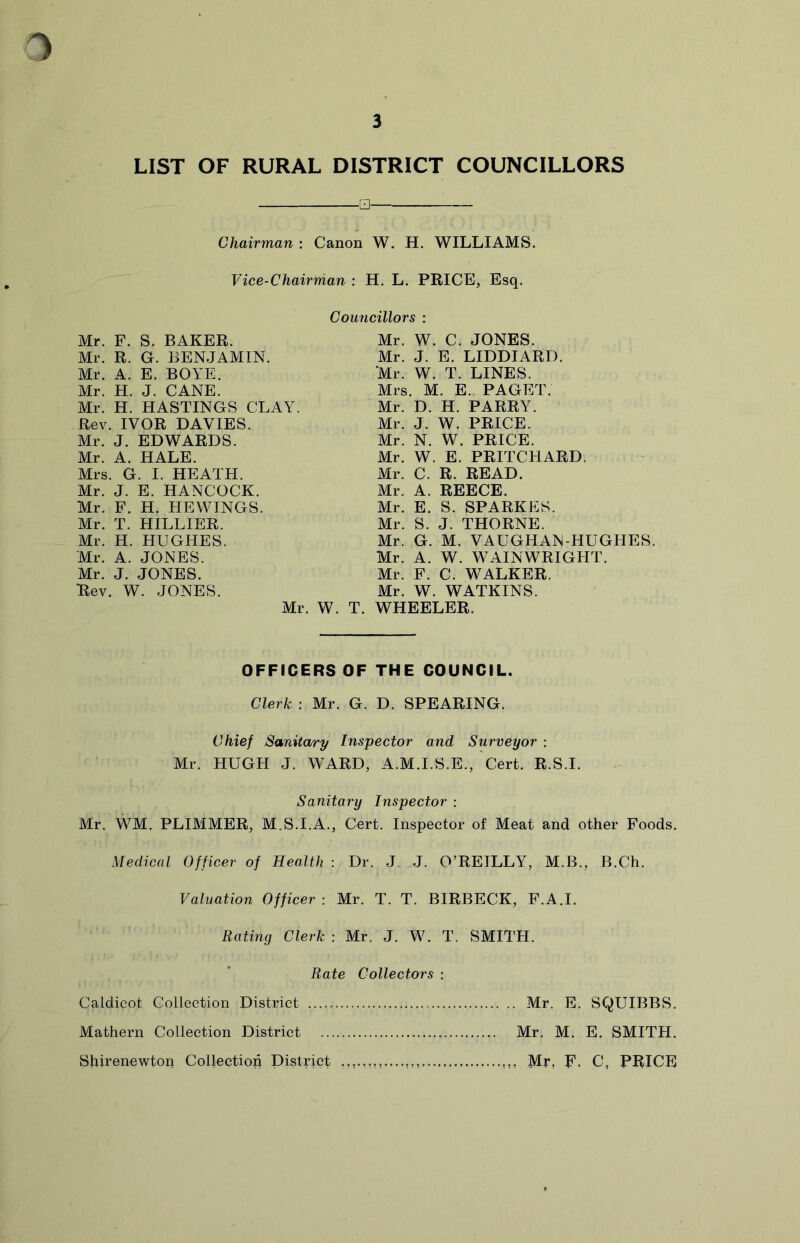 3
LIST OF RURAL DISTRICT COUNCILLORS
Chairman : Canon W. H. WILLIAMS.
Vice-Chairman : H. L. PRICE, Esq.
Councillors :
Mr. F. S. BAKER.
Mr. R. G. BENJAMIN.
Mr. A. E. BOYE.
Mr. H. J. CANE.
Mr. H. HASTINGS CLAY.
Rev. IVOR DAVIES.
Mr. J. EDWARDS.
Mr. A. HALE.
Mrs. G. I. HEATH.
Mr. J. E. HANCOCK.
Mr. F. H. HEWINGS.
Mr. T. HILLIER.
Mr. H. HUGHES.
Mr. A. JONES.
Mr. J. JONES.
Rev. W. JONES.
Mr. W. C. JONES.
Mr. J. E. LIDDIARD.
Mr. W. T. LINES.
Mrs. M. E. PAGET.
Mr. D. H. PARRY.
Mr. J. W. PRICE.
Mr. N. W. PRICE.
Mr. W. E. PRITCHARD.
Mr. C. R. READ.
Mr. A. REECE.
Mr. E. S. SPARKES.
Mr. S. J. THORNE.
Mr. G. M. VAUGHAN-HUGHES.
Mr. A. W. WAINWRIGHT.
Mr. F. C. WALKER.
Mr. W. WATKINS.
Mr. W. T. WHEELER.
OFFICERS OF THE COUNCIL.
Clerk : Mr. G. D. SPEARING.
Chief Sanitary Inspector and Surveyor :
Mr. HUGH J. WARD, A.M.I.S.E., Cert. R.S.I.
Sanitary Inspector :
Mr. WM. PLIMMER, M.S.I.A., Cert. Inspector of Meat and other Foods.
Medical Officer of Health : Dr. J. J. O'REILLY, M.B., B.Ch.
Valuation Officer : Mr. T. T. BIRBECK, F.A.I.
Rating Clerk : Mr. J. W. T. SMITH.
Rate Collectors :
Caldicot Collection District ........................ Mr. E. SQUIBBS.
Mathern Collection District ........................ Mr. M. E. SMITH.
Shirenewton Collection District ........................ Mr. F. C. PRICE